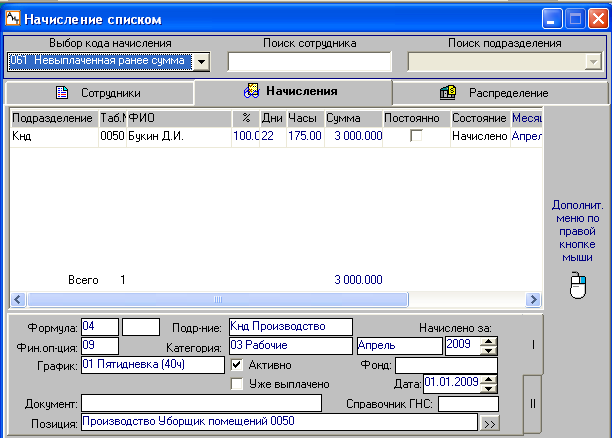 Начисление списком
Выбор кода начисления Поиск сотрудника Поиск подразделения
061 Невыплаченная ранее сумма
Сотрудники Начисления Распределение
Подразделение Таб.№ ФИО % Дни Часы Сумма Постоянно Состояние Месяц
Кнд 0050 Букин Д.И. 100.0 22 175.00 3 000.000 Начислено Апрел
Дополнит.
меню по
правой
кнопке
мыши
Всего 1 3 000.000
Формула: 04 Подр-ние: Кнд Производство Начислено за:
Фин.оп-ция: 09 Категория: 03 Рабочие Апрель 2009 I
График: 01 Пятидневка (40ч) Активно Фонд:
Уже выплачено Дата: 01.01.2009
Документ: Справочник ГНС: II
Позиция: Производство Уборщик помещений 0050 >>